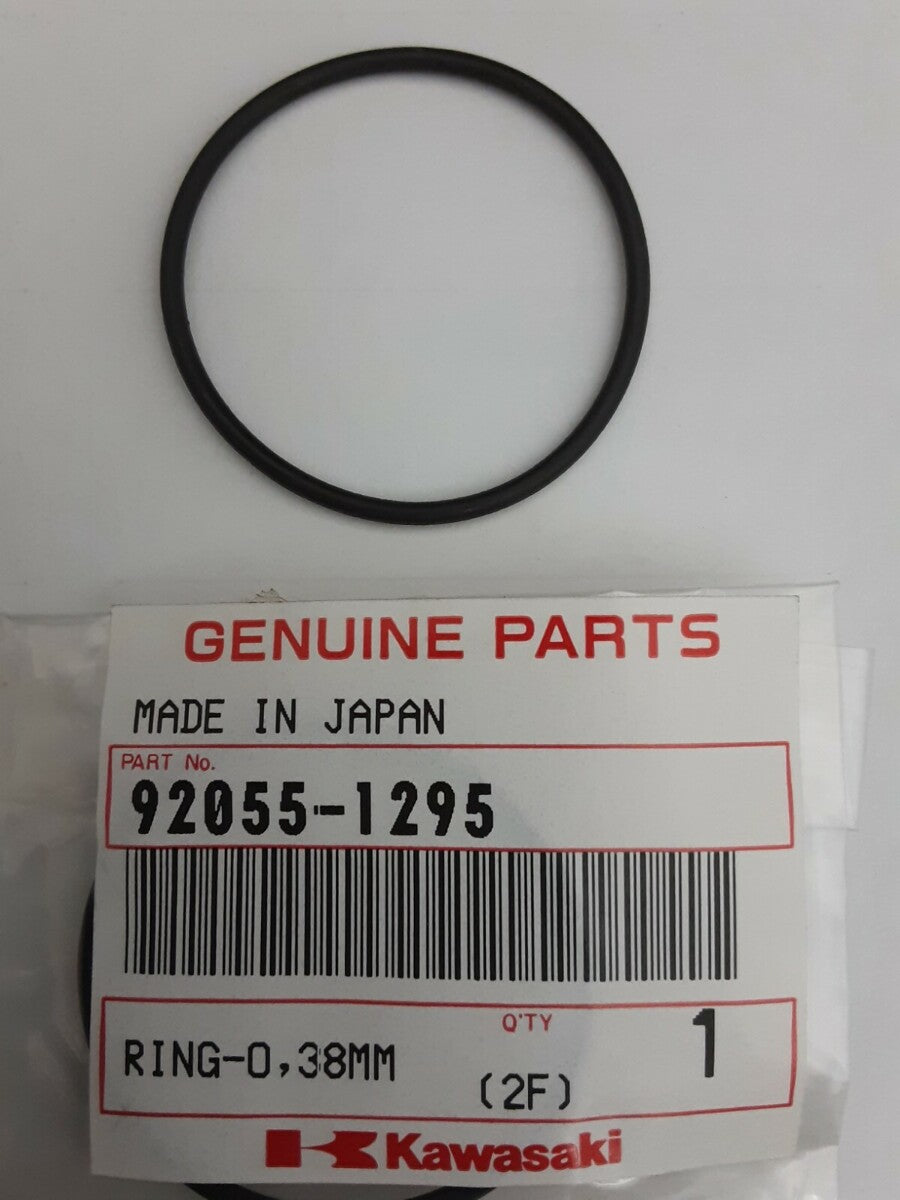 GENUINE PARTS
MADE IN JAPAN
PART No.
92055-1295
Q'TY 1
RING-O,38MM (2F)
Kawasaki